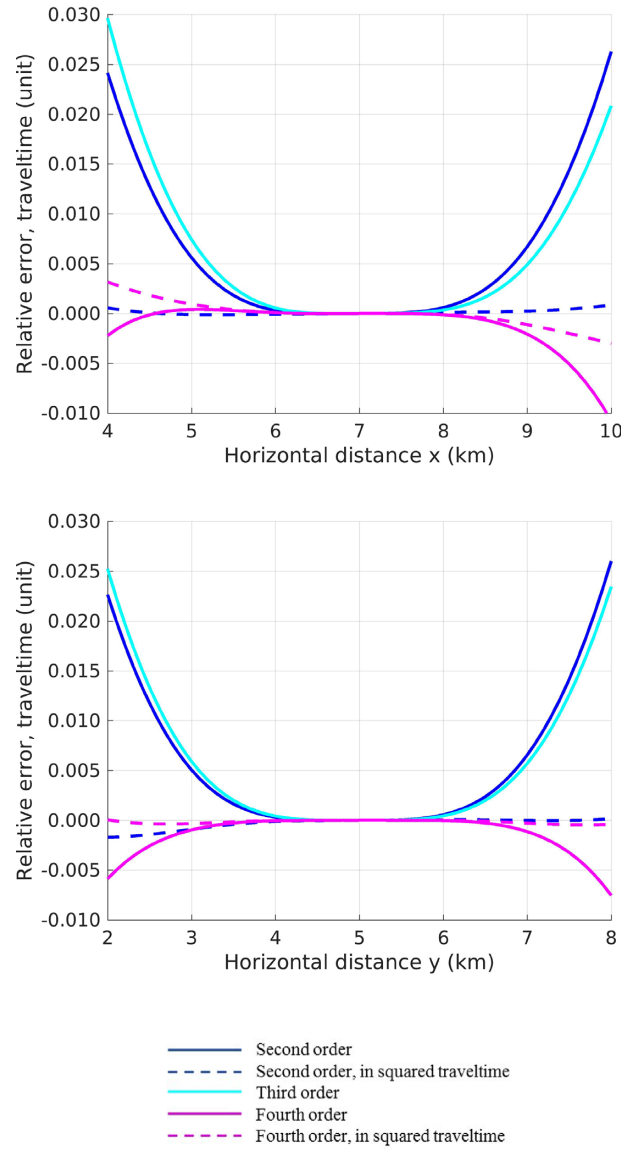 0.030
0.025
0.020
0.015
0.010
0.005
0.000
-0.005
-0.010
Relative error, traveltime (unit)
4 5 6 7 8 9 10
Horizontal distance x (km)
0.030
0.025
0.020
0.015
0.010
0.005
0.000
-0.005
-0.010
Relative error, traveltime (unit)
2 3 4 5 6 7 8
Horizontal distance y (km)
Second order
Second order, in squared traveltime
Third order
Fourth order
Fourth order, in squared traveltime